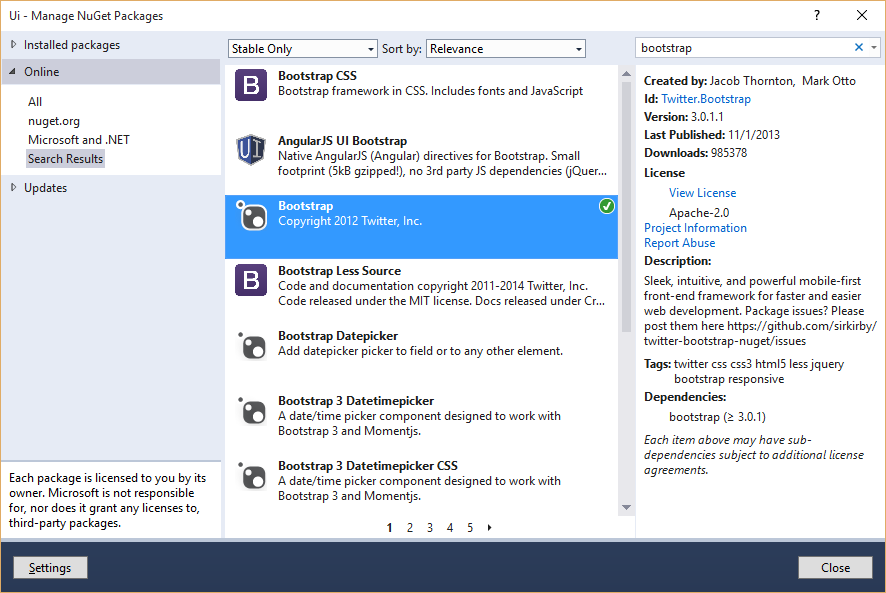 Ui - Manage NuGet Packages
?
Installed packages
Online
All
nuget.org
Microsoft and .NET
Search Results
Updates
Each package is licensed to you by its
owner. Microsoft is not responsible
for, nor does it grant any licenses to,
third-party packages.
Stable Only
Sort by:
Relevance
B
Bootstrap CSS
Bootstrap framework in CSS. Includes fonts and JavaScript
UI
AngularJS UI Bootstrap
Native AngularJS (Angular) directives for Bootstrap. Small
footprint (5kB gzipped!), no 3rd party JS dependencies (jQuer...
Bootstrap
Copyright 2012 Twitter, Inc.
B
Bootstrap Less Source
Code and documentation copyright 2011-2014 Twitter, Inc.
Code released under the MIT license. Docs released under Cr...
Bootstrap Datepicker
Add datepicker picker to field or to any other element.
Bootstrap 3 Datetimepicker
A date/time picker component designed to work with
Bootstrap 3 and Momentjs.
Bootstrap 3 Datetimepicker CSS
A date/time picker component designed to work with
Bootstrap 3 and Momentjs.
1 2 3 4 5
bootstrap
Created by: Jacob Thornton, Mark Otto
Id: Twitter.Bootstrap
Version: 3.0.1.1
Last Published: 11/1/2013
Downloads: 985378
License
View License
Apache-2.0
Project Information
Report Abuse
Description:
Sleek, intuitive, and powerful mobile-first
front-end framework for faster and easier
web development. Package issues? Please
post them here https://github.com/sirkirby/
twitter-bootstrap-nuget/issues
Tags: twitter css css3 html5 less jquery
bootstrap responsive
Dependencies:
bootstrap (≥ 3.0.1)
Each item above may have sub-
dependencies subject to additional license
agreements.
Settings
Close